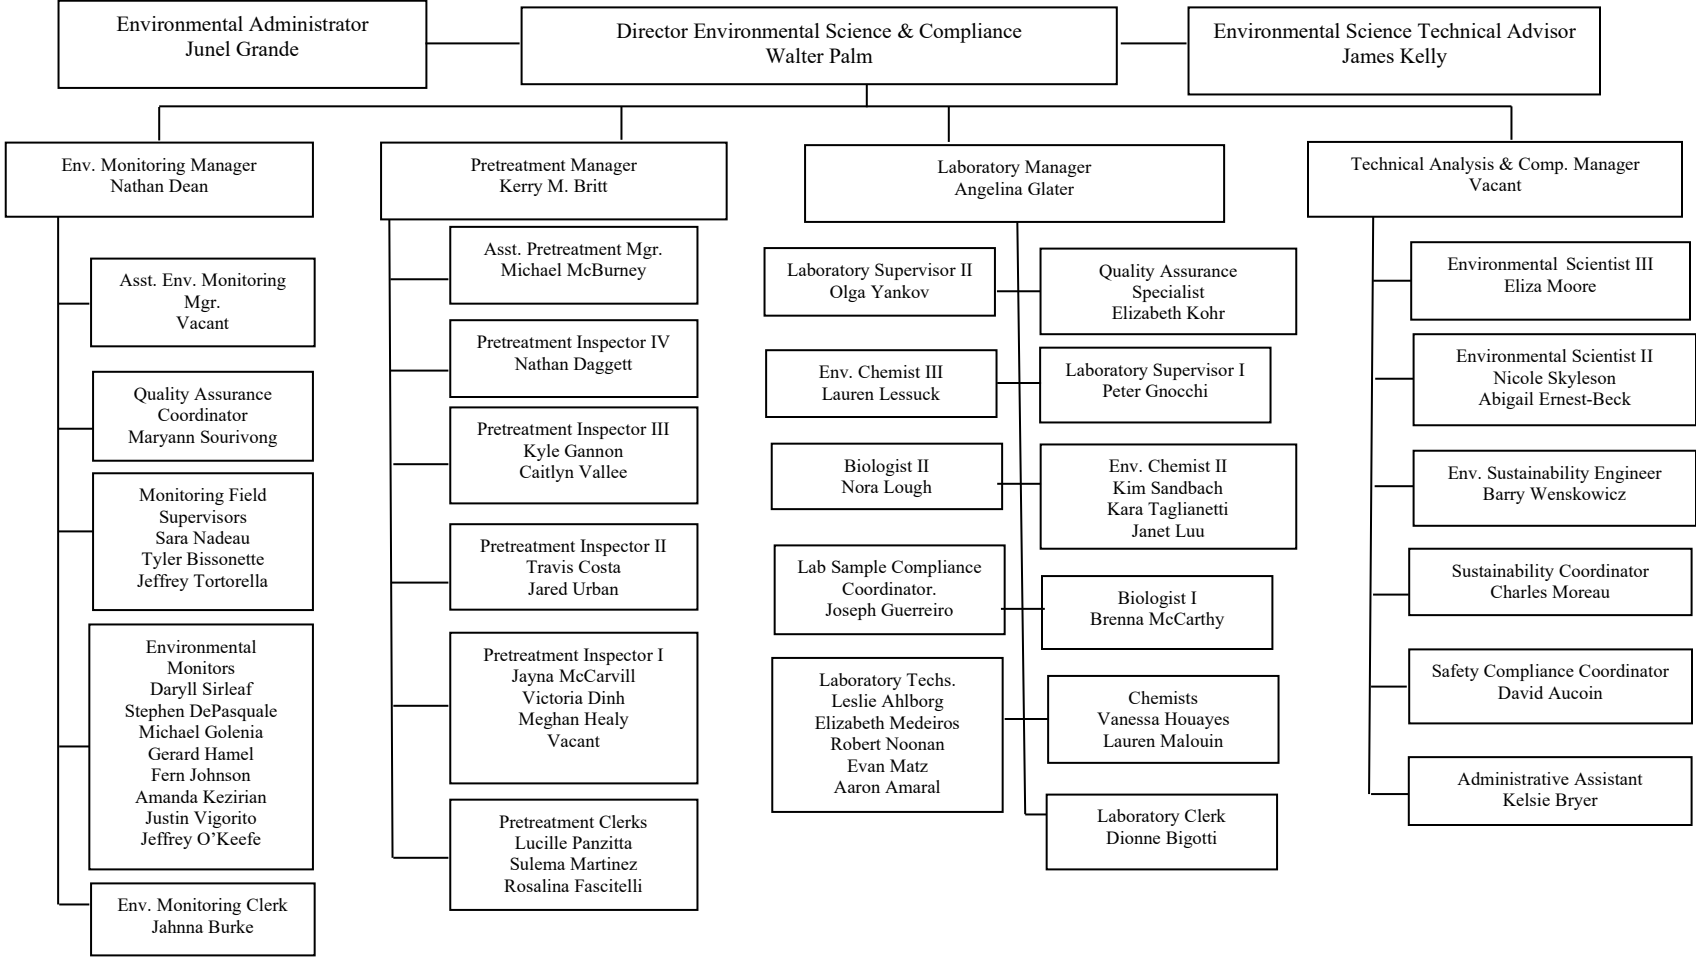 Environmental Administrator
Junel Grande
Director Environmental Science & Compliance
Walter Palm
Environmental Science Technical Advisor
James Kelly
Env. Monitoring Manager
Nathan Dean
Asst. Env. Monitoring
Mgr.
Vacant
Quality Assurance
Coordinator
Maryann Sourivong
Monitoring Field
Supervisors
Sara Nadeau
Tyler Bissonette
Jeffrey Tortorella
Environmental
Monitors
Daryll Sirleaf
Stephen DePasquale
Michael Golenia
Gerard Hamel
Fern Johnson
Amanda Kezirian
Justin Vigorito
Jeffrey O’Keefe
Env. Monitoring Clerk
Jahnna Burke
Pretreatment Manager
Kerry M. Britt
Asst. Pretreatment Mgr.
Michael McBurney
Pretreatment Inspector IV
Nathan Daggett
Pretreatment Inspector III
Kyle Gannon
Caitlyn Vallee
Pretreatment Inspector II
Travis Costa
Jared Urban
Pretreatment Inspector I
Jayna McCarvill
Victoria Dinh
Meghan Healy
Vacant
Pretreatment Clerks
Lucille Panzitta
Sulema Martinez
Rosalina Fascitelli
Laboratory Manager
Angelina Glater
Laboratory Supervisor II
Olga Yankov
Quality Assurance
Specialist
Elizabeth Kohr
Env. Chemist III
Lauren Lessuck
Laboratory Supervisor I
Peter Gnocchi
Biologist II
Nora Lough
Env. Chemist II
Kim Sandbach
Kara Taglianetti
Janet Luu
Lab Sample Compliance
Coordinator.
Joseph Guerreiro
Biologist I
Brenna McCarthy
Laboratory Techs.
Leslie Ahlborg
Elizabeth Medeiros
Robert Noonan
Evan Matz
Aaron Amaral
Chemists
Vanessa Houayes
Lauren Malouin
Laboratory Clerk
Dionne Bigotti
Technical Analysis & Comp. Manager
Vacant
Environmental Scientist III
Eliza Moore
Environmental Scientist II
Nicole Skyleson
Abigail Ernest-Beck
Env. Sustainability Engineer
Barry Wenskowicz
Sustainability Coordinator
Charles Moreau
Safety Compliance Coordinator
David Aucoin
Administrative Assistant
Kelsie Bryer